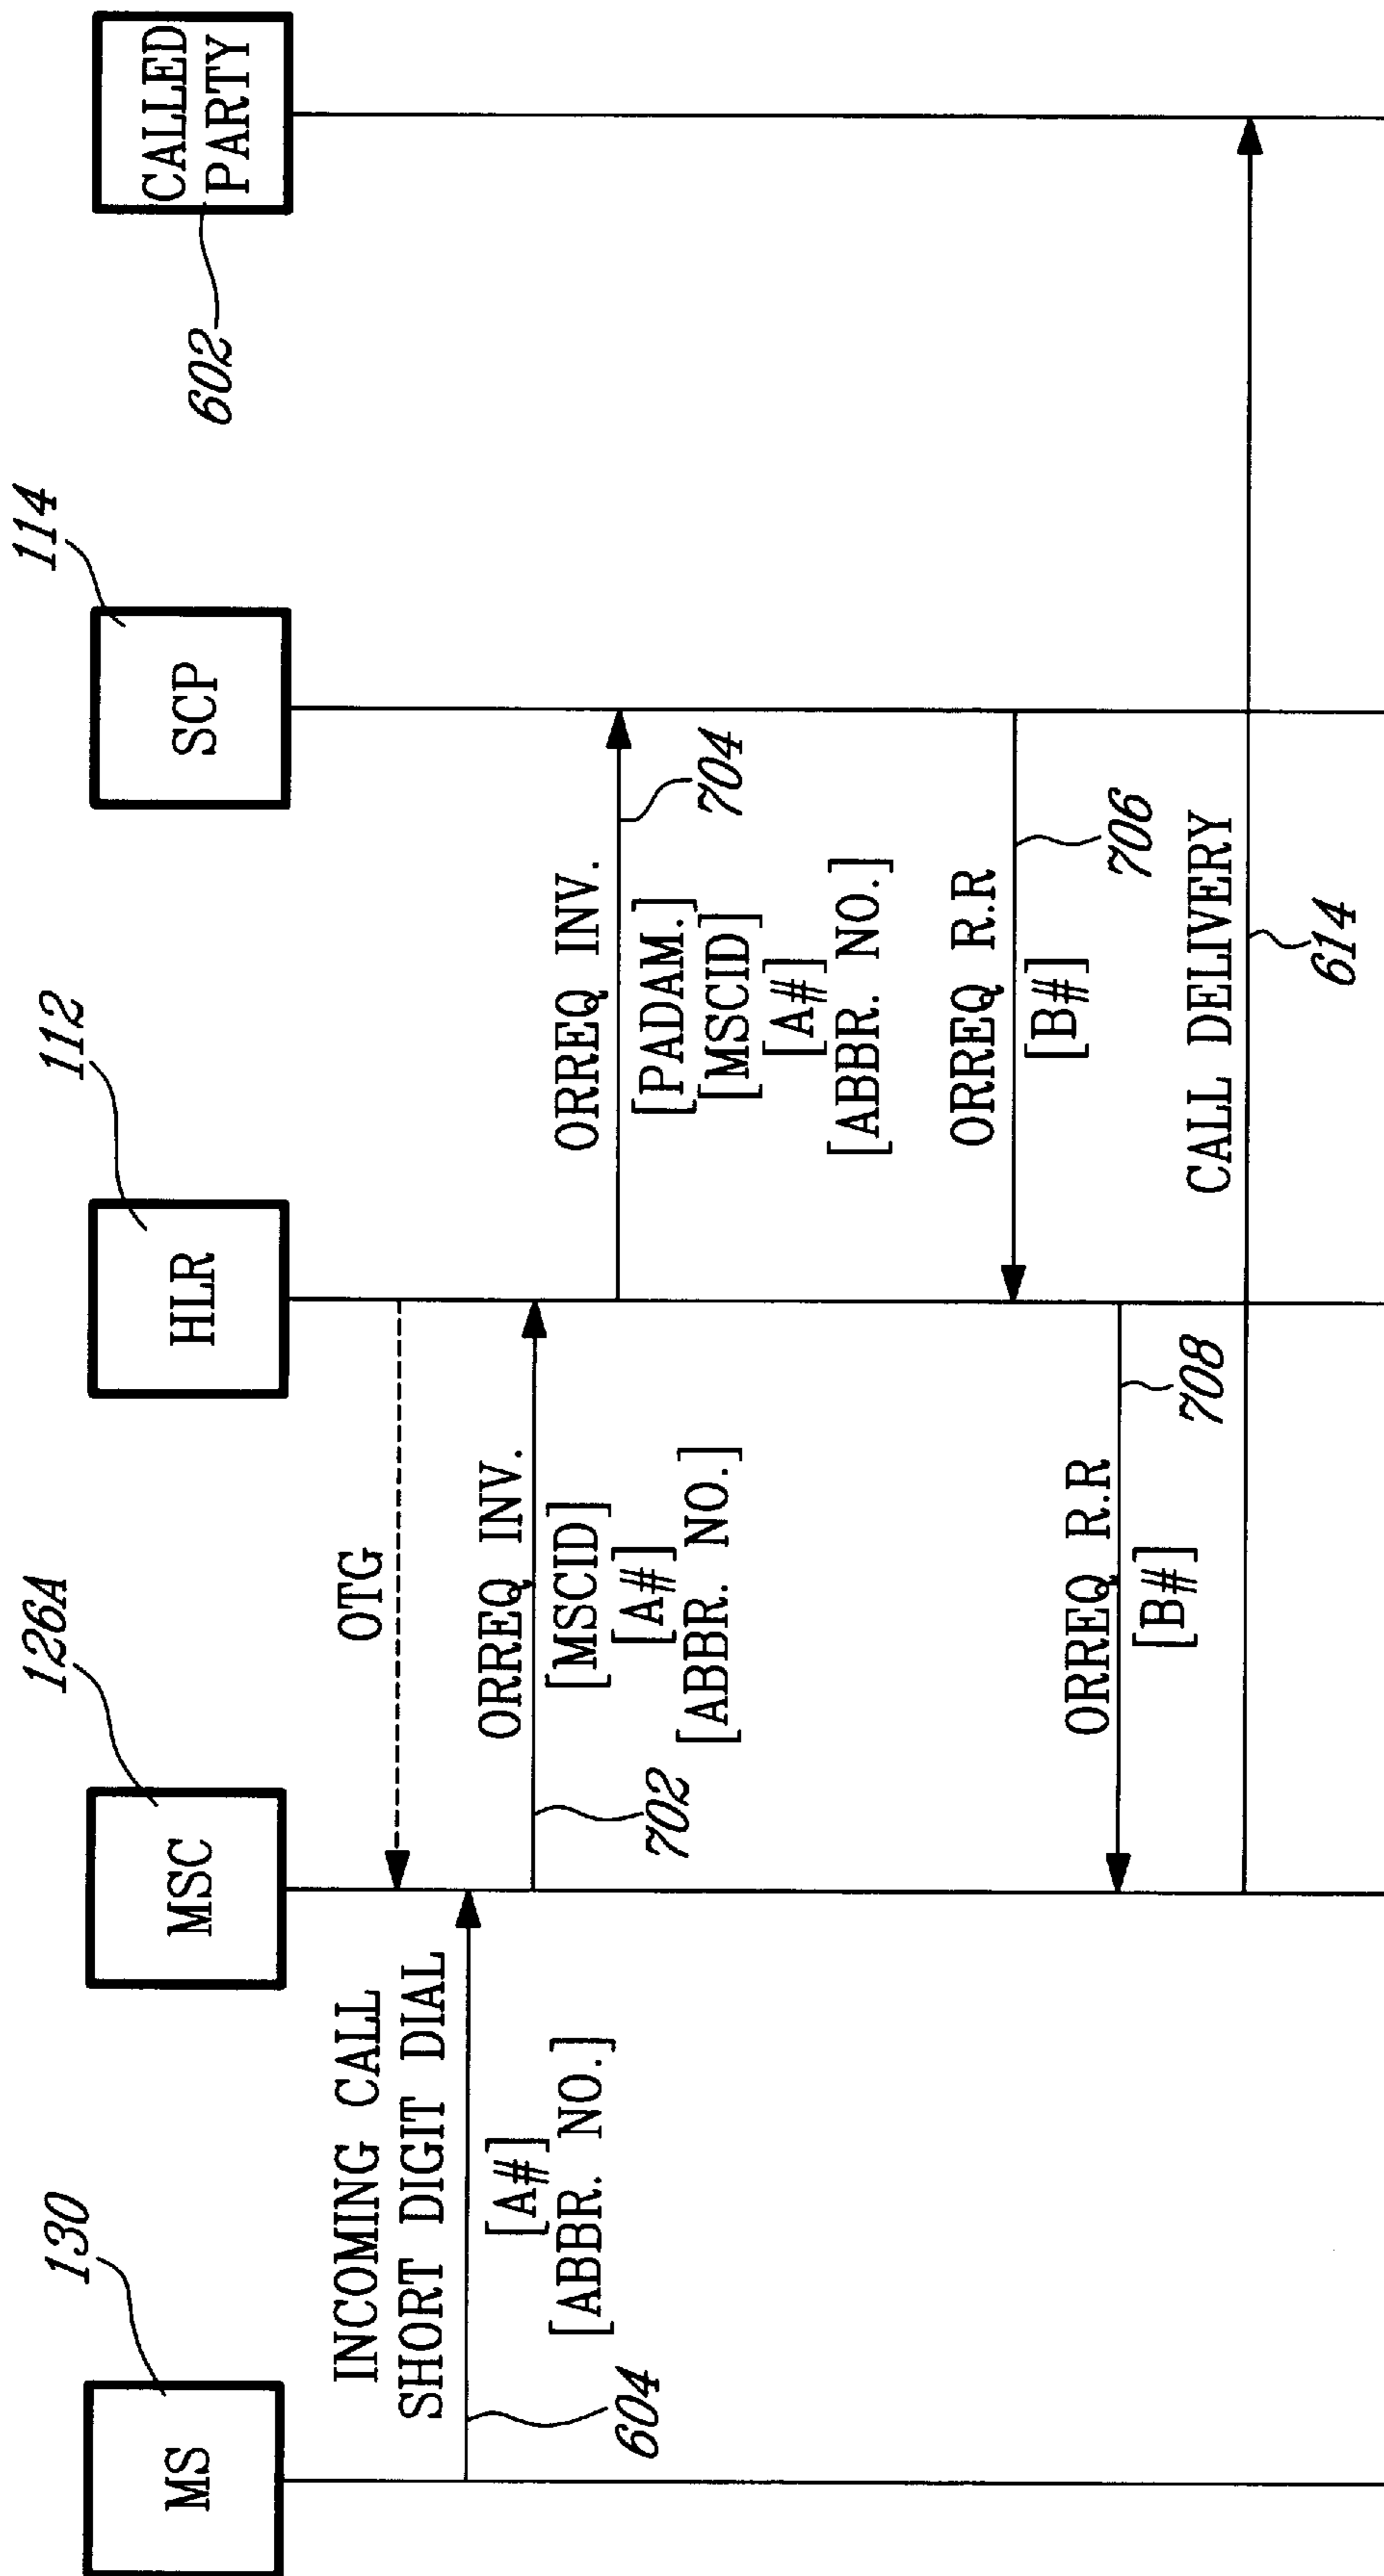 130
MS
126A
MSC
112
HLR
114
SCP
CALLED
PARTY
602
OTG
INCOMING CALL
SHORT DIGIT DIAL
604
[A#]
[ABBR. NO.]
ORREQ INV.
702
[MSCID]
[A#]
[ABBR. NO.]
ORREQ INV.
704
[PADAM.]
[MSCID]
[A#]
[ABBR. NO.]
ORREQ R.R
706
[B#]
ORREQ R.R
708
[B#]
CALL DELIVERY
614